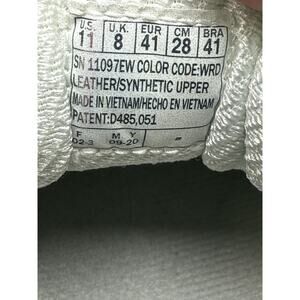 U.S. U.K. EUR CM BRA
11 8 41 28 41
SN 11097EW COLOR CODE:WRD
LEATHER/SYNTHETIC UPPER
MADE IN VIETNAM/HECHO EN VIETNAM
PATENT:D485,051
F M Y
02-3 09-20 -